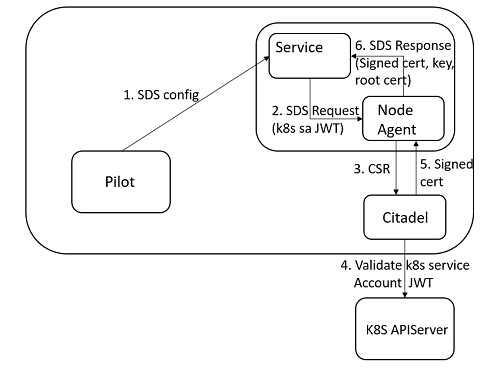 Service
6. SDS Response
(Signed cert, key,
root cert)
1. SDS config
2. SDS Request
(k8s sa JWT)
Node
Agent
Pilot
3. CSR
5. Signed
cert
Citadel
4. Validate k8s service
Account JWT
K8S APIServer